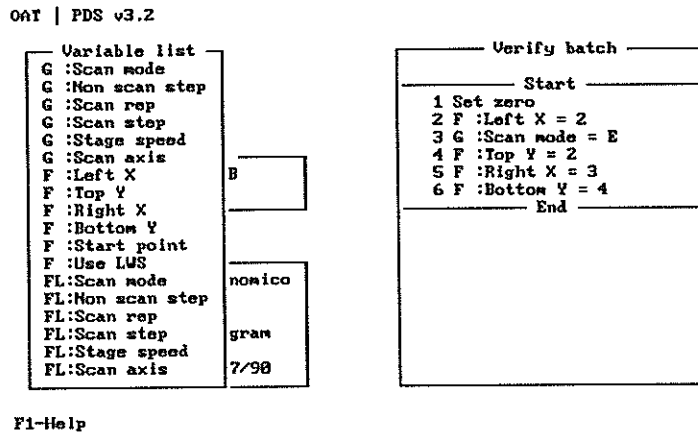 OAT | PDS v3.2
Variable list
G :Scan mode
G :Non scan step
G :Scan rep
G :Scan step
G :Stage speed
G :Scan axis
F :Left X
F :Top Y
F :Right X
F :Bottom Y
F :Start point
F :Use LWS
FL:Scan mode
FL:Non scan step
FL:Scan rep
FL:Scan step
FL:Stage speed
FL:Scan axis
B
nomico
gram
7/90
Verify batch
Start
1 Set zero
2 F :Left X = 2
3 G :Scan mode = E
4 F :Top Y = 2
5 F :Right X = 3
6 F :Bottom Y = 4
End
F1-Help